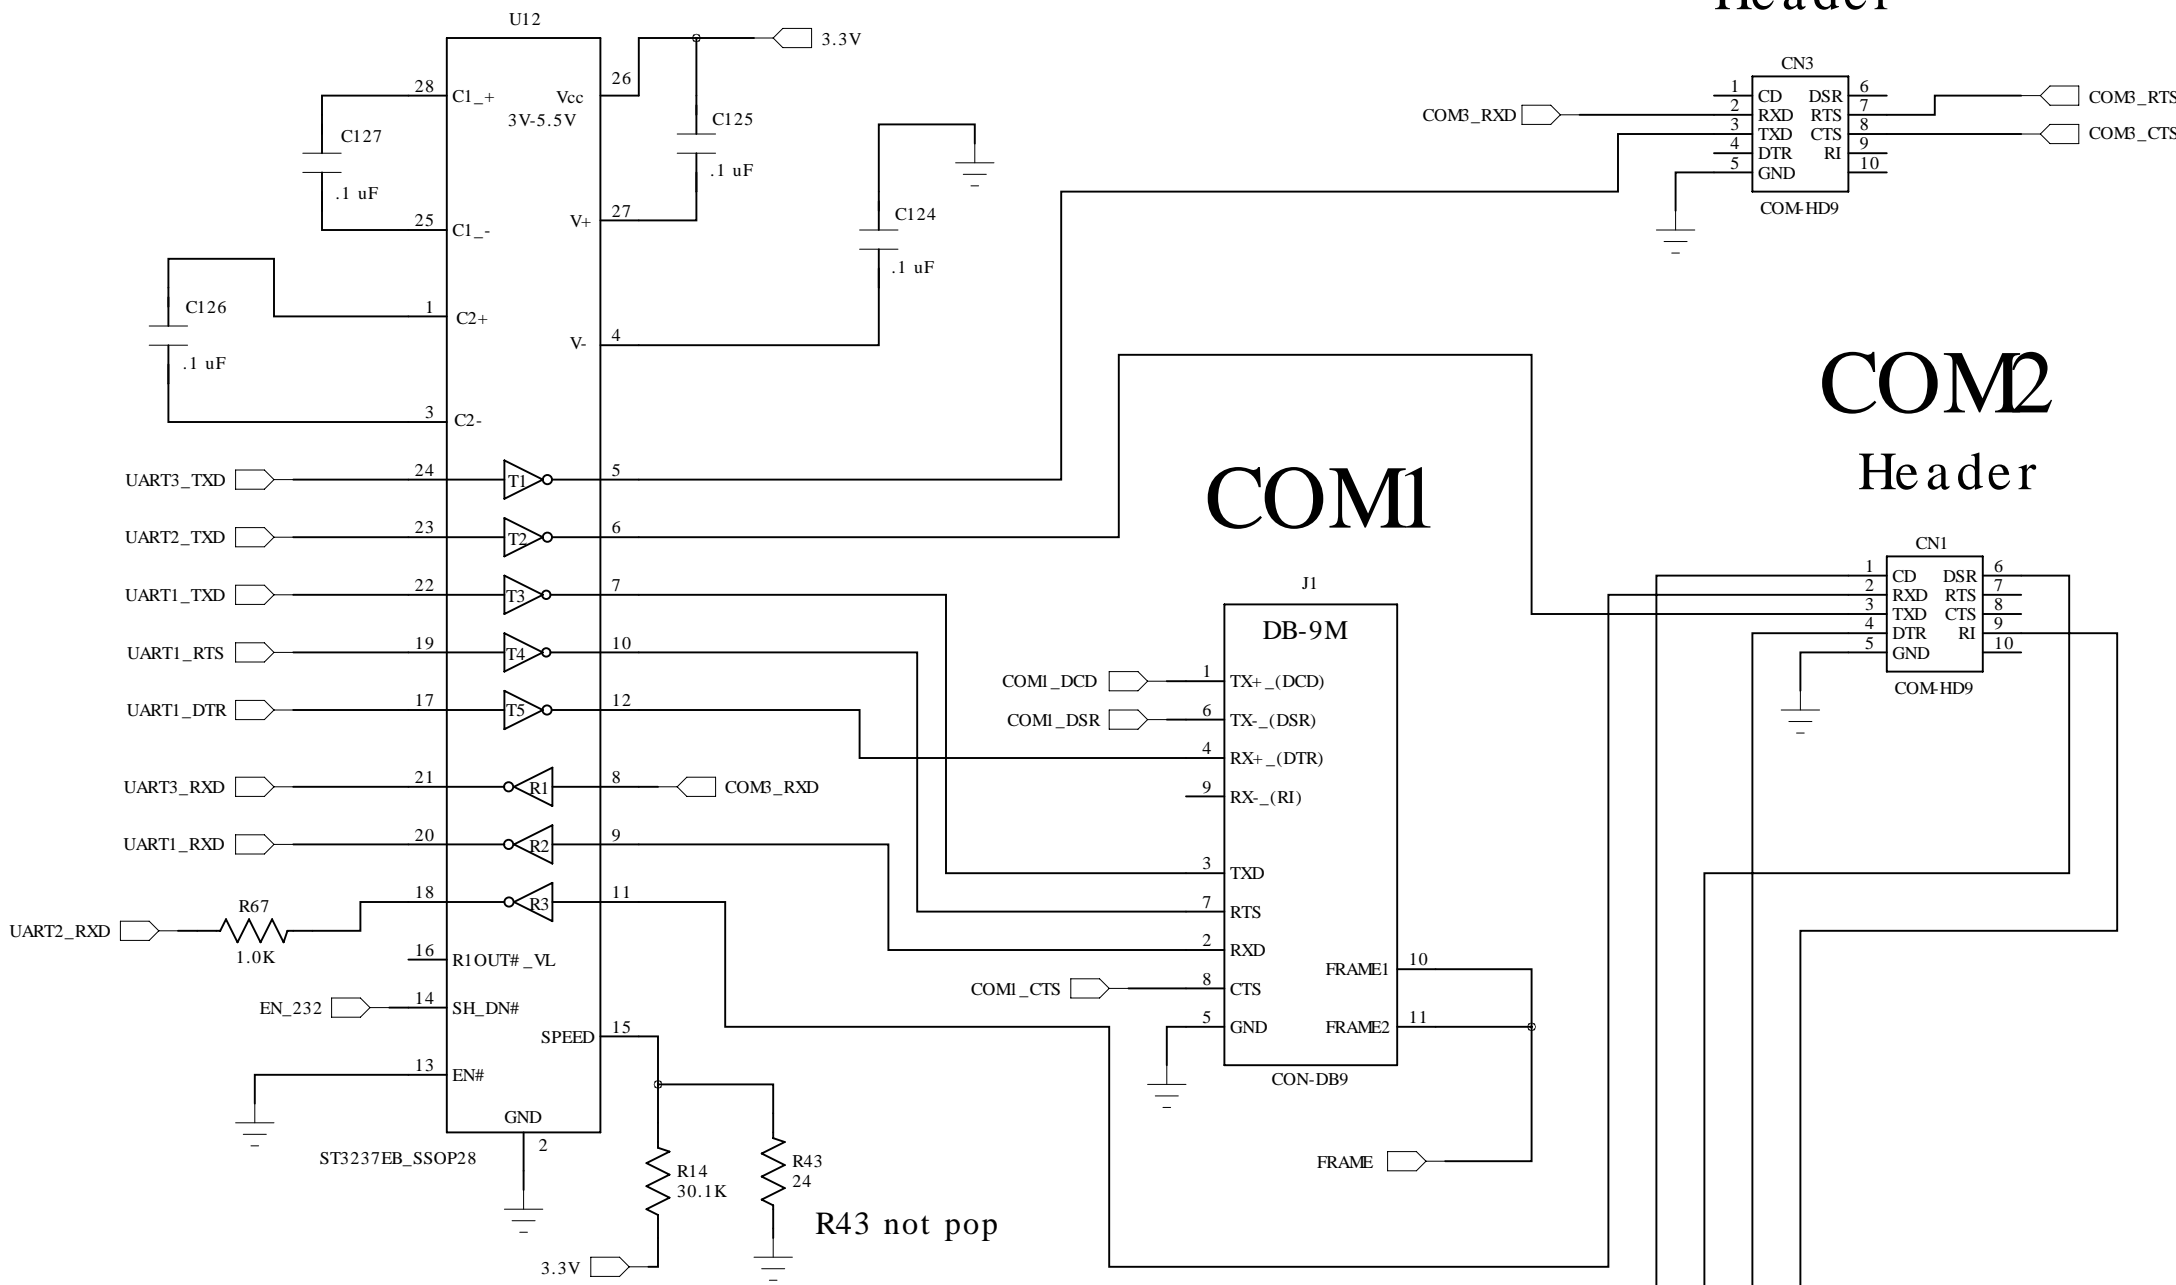 Header
U12
3.3V
28 C1_+
Vcc 26
3V-5.5V
C127
.1 uF
C125
.1 uF
25 C1_-
V+ 27
C124
.1 uF
C126
.1 uF
1 C2+
V- 4
3 C2-
UART3_TXD 24 T1 5
UART2_TXD 23 T2 6
UART1_TXD 22 T3 7
UART1_RTS 19 T4 10
UART1_DTR 17 T5 12
UART3_RXD 21 R1 8 COM3_RXD
UART1_RXD 20 R2 9
18 R3 11
UART2_RXD R67
1.0K
16 R1OUT#_VL
EN_232 14 SH_DN#
SPEED 15
13 EN#
GND
2
ST3237EB_SSOP28
R14
30.1K
R43
24
R43 not pop
3.3V
CN3
1 CD DSR 6
COM3_RXD 2 RXD RTS 7 COM3_RTS
3 TXD CTS 8 COM3_CTS
4 DTR RI 9
5 GND 10
COM-HD9
COM1
J1
DB-9M
COM1_DCD 1 TX+_(DCD)
COM1_DSR 6 TX-_(DSR)
4 RX+_(DTR)
9 RX-_(RI)
3 TXD
7 RTS
2 RXD
FRAME1 10
COM1_CTS 8 CTS
5 GND FRAME2 11
CON-DB9
FRAME
COM2
Header
CN1
1 CD DSR 6
2 RXD RTS 7
3 TXD CTS 8
4 DTR RI 9
5 GND 10
COM-HD9